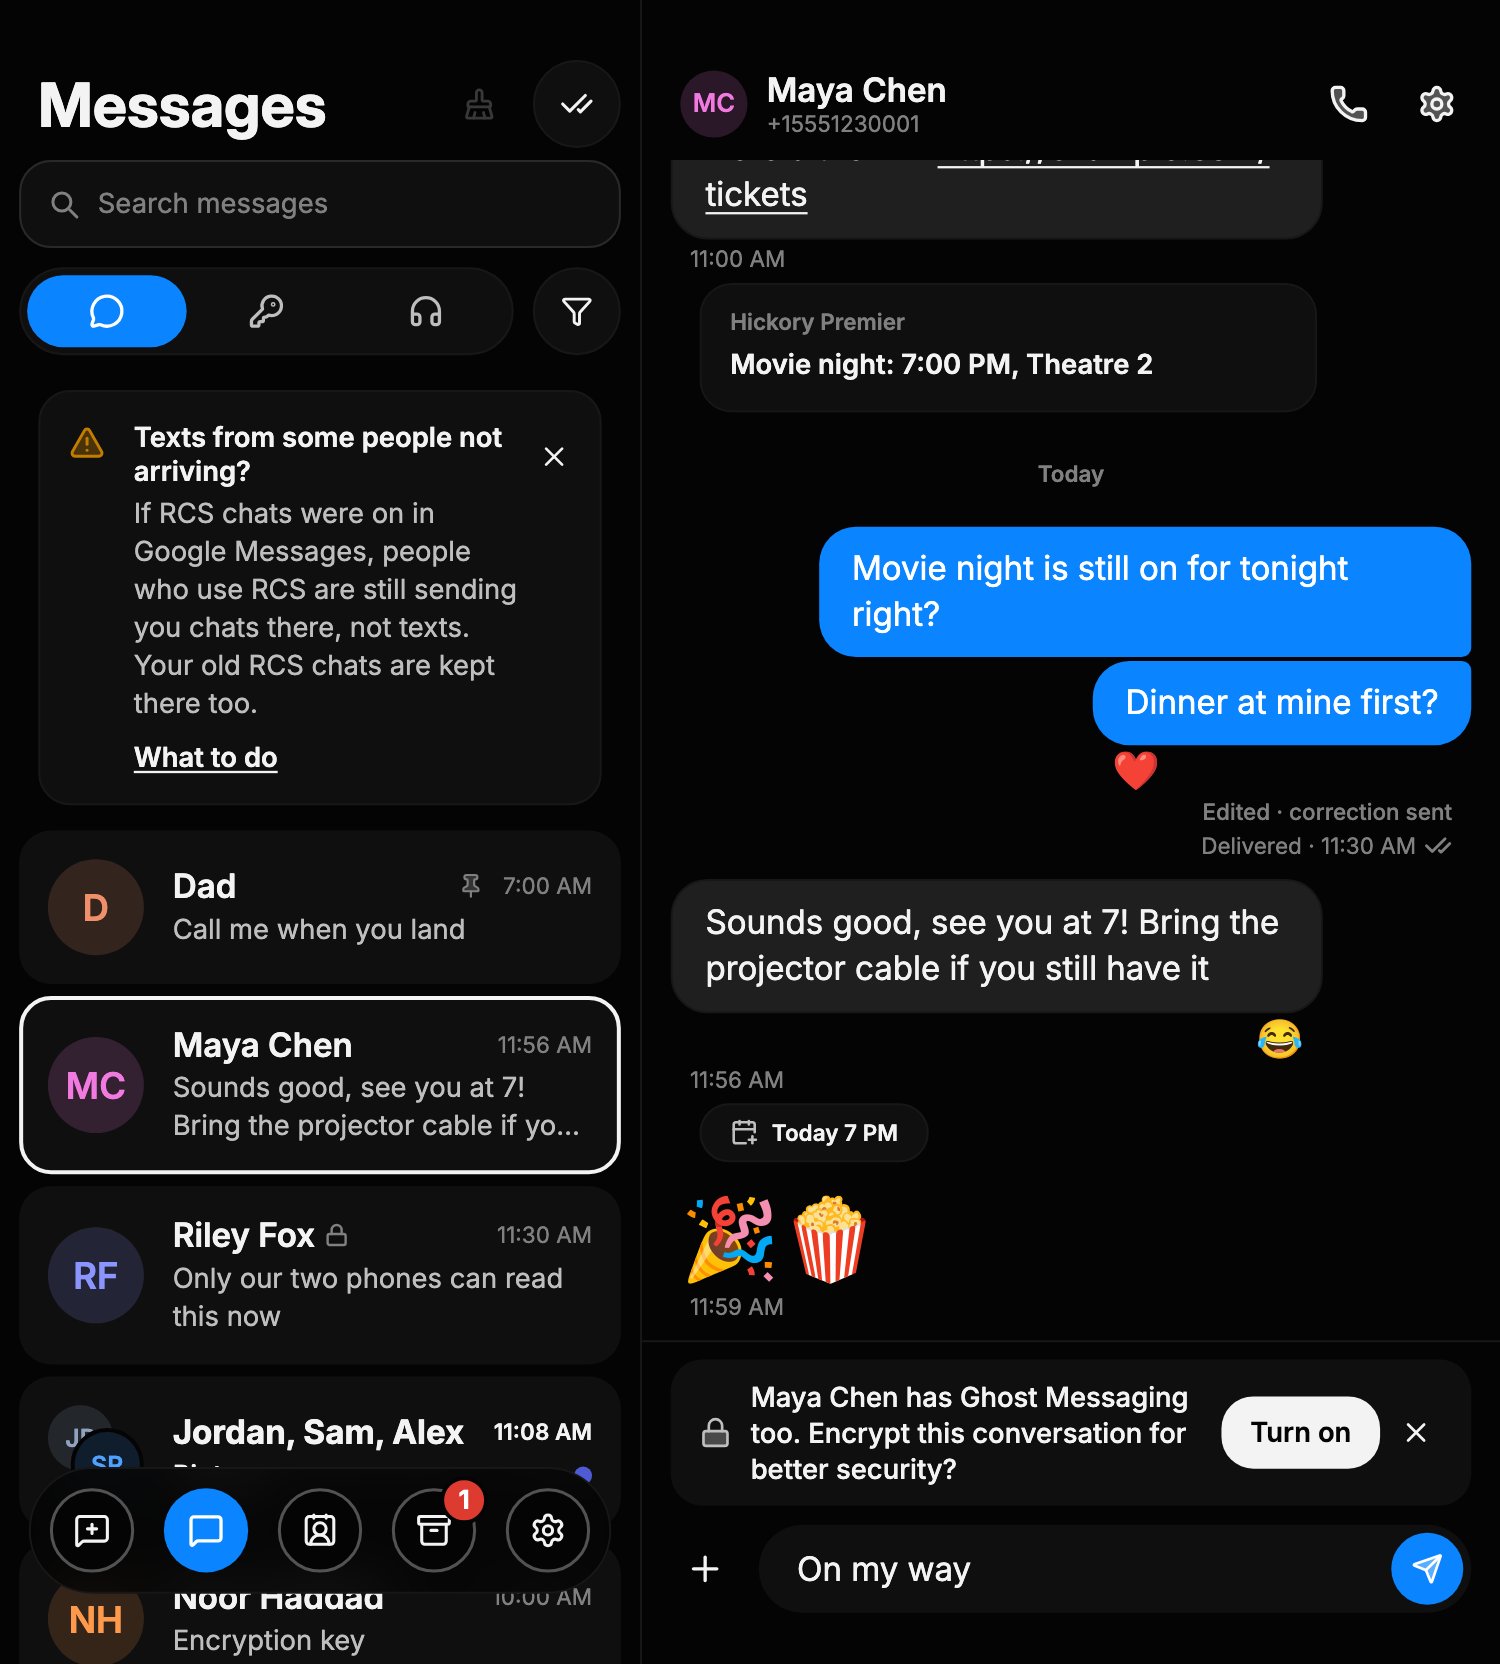 Messages
Search messages
Texts from some people not
arriving?
If RCS chats were on in
Google Messages, people
who use RCS are still sending
you chats there, not texts.
Your old RCS chats are kept
there too.
What to do
D
Dad
7:00 AM
Call me when you land
MC
Maya Chen
11:56 AM
Sounds good, see you at 7!
Bring the projector cable if yo...
RF
Riley Fox
11:30 AM
Only our two phones can read
this now
Jordan, Sam, Alex
11:08 AM
1
NH
Noor Haddad
10:00 AM
Encryption key
MC
Maya Chen
+15551230001
tickets
11:00 AM
Hickory Premier
Movie night: 7:00 PM, Theatre 2
Today
Movie night is still on for tonight
right?
Dinner at mine first?
Edited · correction sent
Delivered · 11:30 AM
Sounds good, see you at 7! Bring the
projector cable if you still have it
11:56 AM
Today 7 PM
11:59 AM
Maya Chen has Ghost Messaging
too. Encrypt this conversation for
better security?
Turn on
On my way